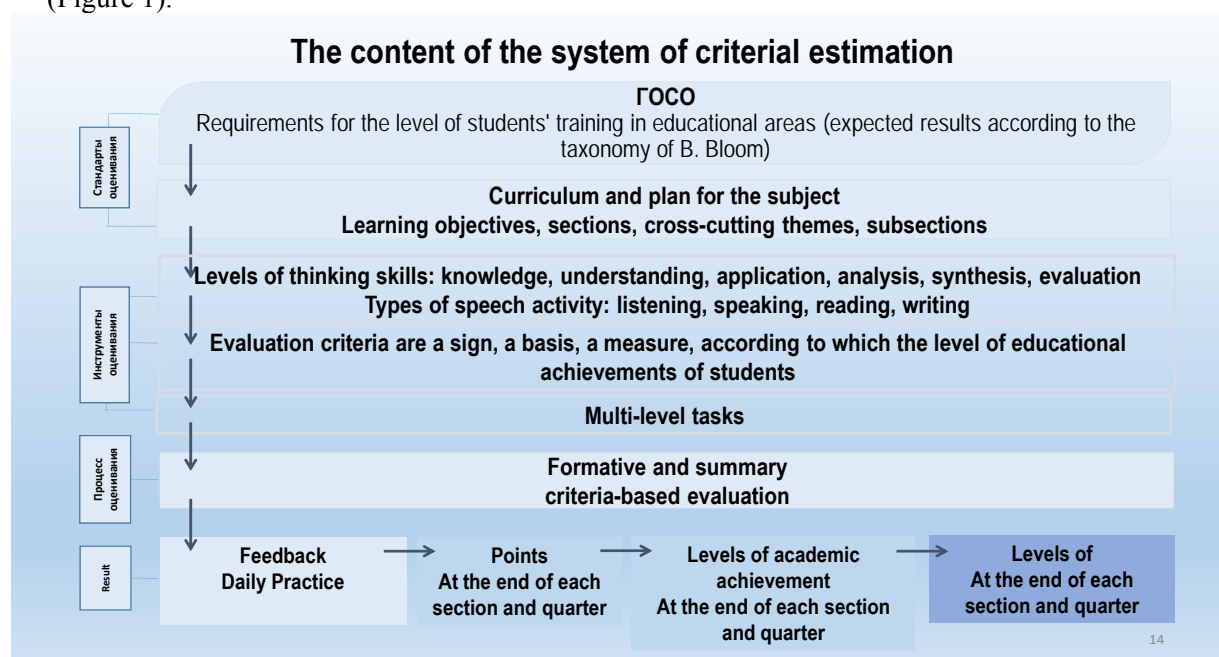 (Figure 1).
The content of the system of criterial estimation
ГОСО
Requirements for the level of students' training in educational areas (expected results according to the
taxonomy of B. Bloom)
Стандарты
оценивания
Curriculum and plan for the subject
Learning objectives, sections, cross-cutting themes, subsections
Levels of thinking skills: knowledge, understanding, application, analysis, synthesis, evaluation
Types of speech activity: listening, speaking, reading, writing
Инструменты
оценивания
Evaluation criteria are a sign, a basis, a measure, according to which the level of educational
achievements of students
Multi-level tasks
Процесс
оценивания
Formative and summary
criteria-based evaluation
Result
Feedback
Daily Practice
Points
At the end of each
section and quarter
Levels of academic
achievement
At the end of each section
and quarter
Levels of
At the end of each
section and quarter
14